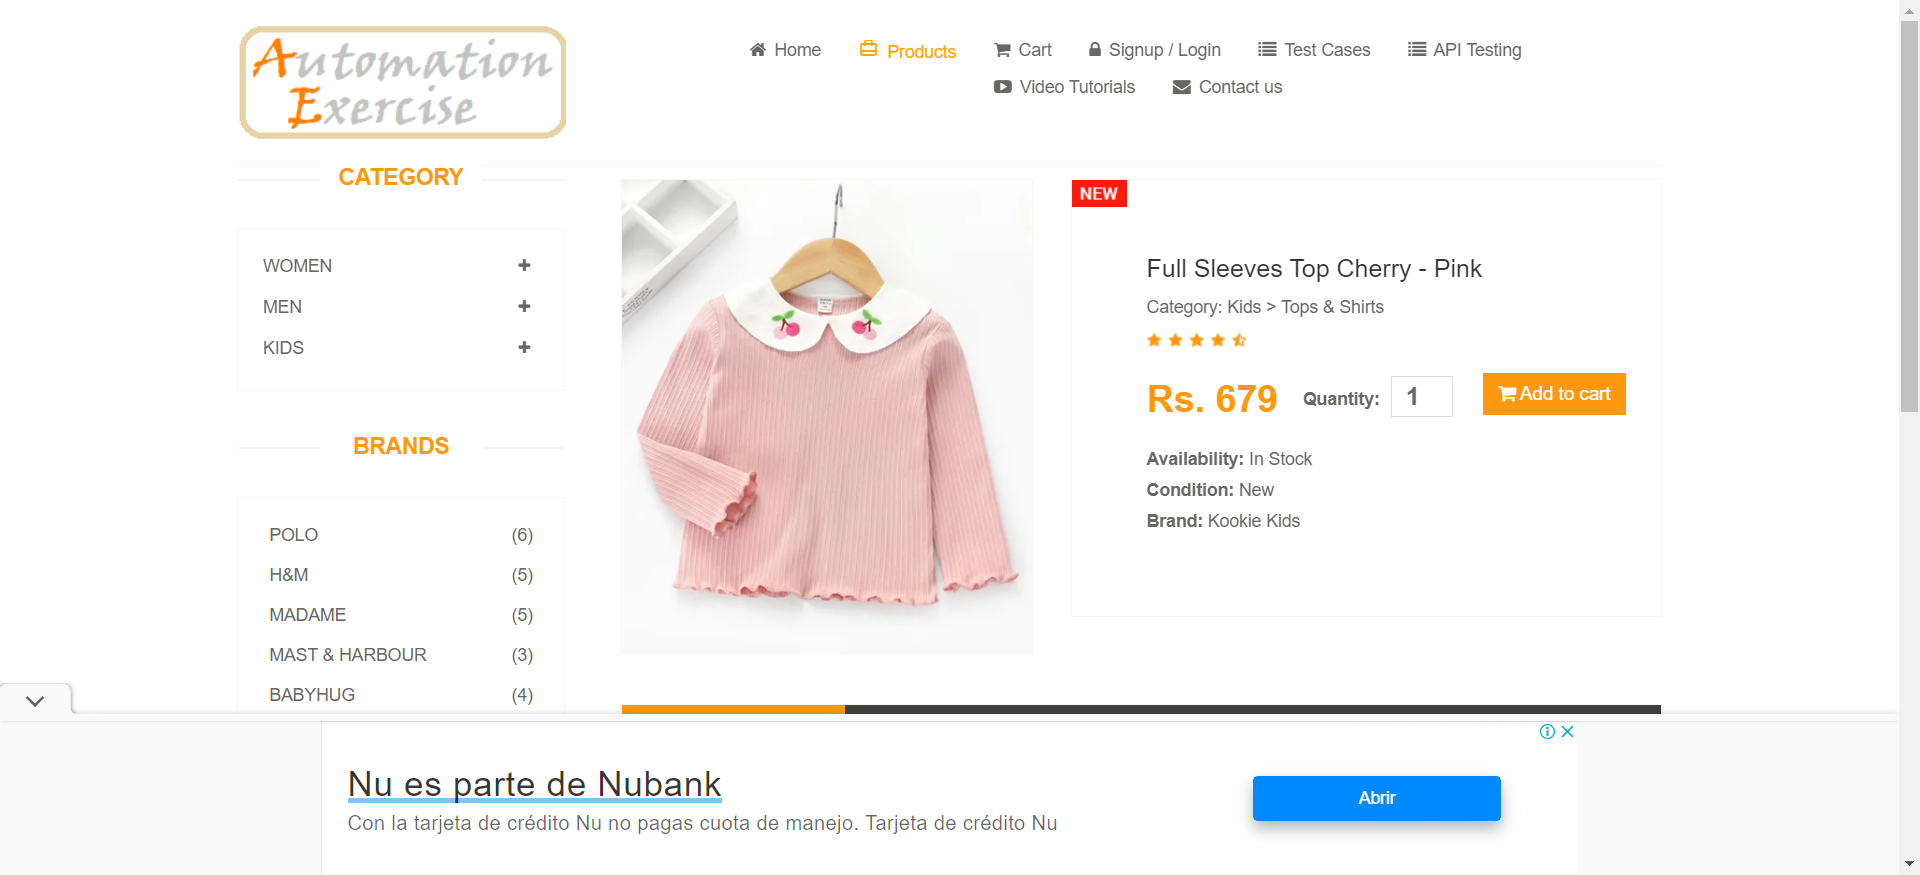 Automation
Exercise
Home
Products
Cart
Signup / Login
Test Cases
API Testing
Video Tutorials
Contact us
CATEGORY
WOMEN
MEN
KIDS
BRANDS
POLO (6)
H&M (5)
MADAME (5)
MAST & HARBOUR (3)
BABYHUG (4)
NEW
Full Sleeves Top Cherry - Pink
Category: Kids > Tops & Shirts
Rs. 679 Quantity: 1 Add to cart
Availability: In Stock
Condition: New
Brand: Kookie Kids
Nu es parte de Nubank
Con la tarjeta de crédito Nu no pagas cuota de manejo. Tarjeta de crédito Nu
Abrir